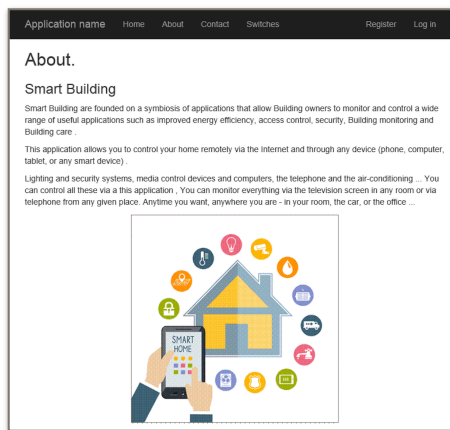 Application name Home About Contact Switches Register Log in
About.
Smart Building
Smart Building are founded on a symbiosis of applications that allow Building owners to monitor and control a wide
range of useful applications such as improved energy efficiency, access control, security, Building monitoring and
Building care .
This application allows you to control your home remotely via the Internet and through any device (phone, computer,
tablet, or any smart device) .
Lighting and security systems, media control devices and computers, the telephone and the air-conditioning ... You
can control all these via a this application , You can monitor everything via the television screen in any room or via
telephone from any given place. Anytime you want, anywhere you are - in your room, the car, or the office ...
SMART
HOME